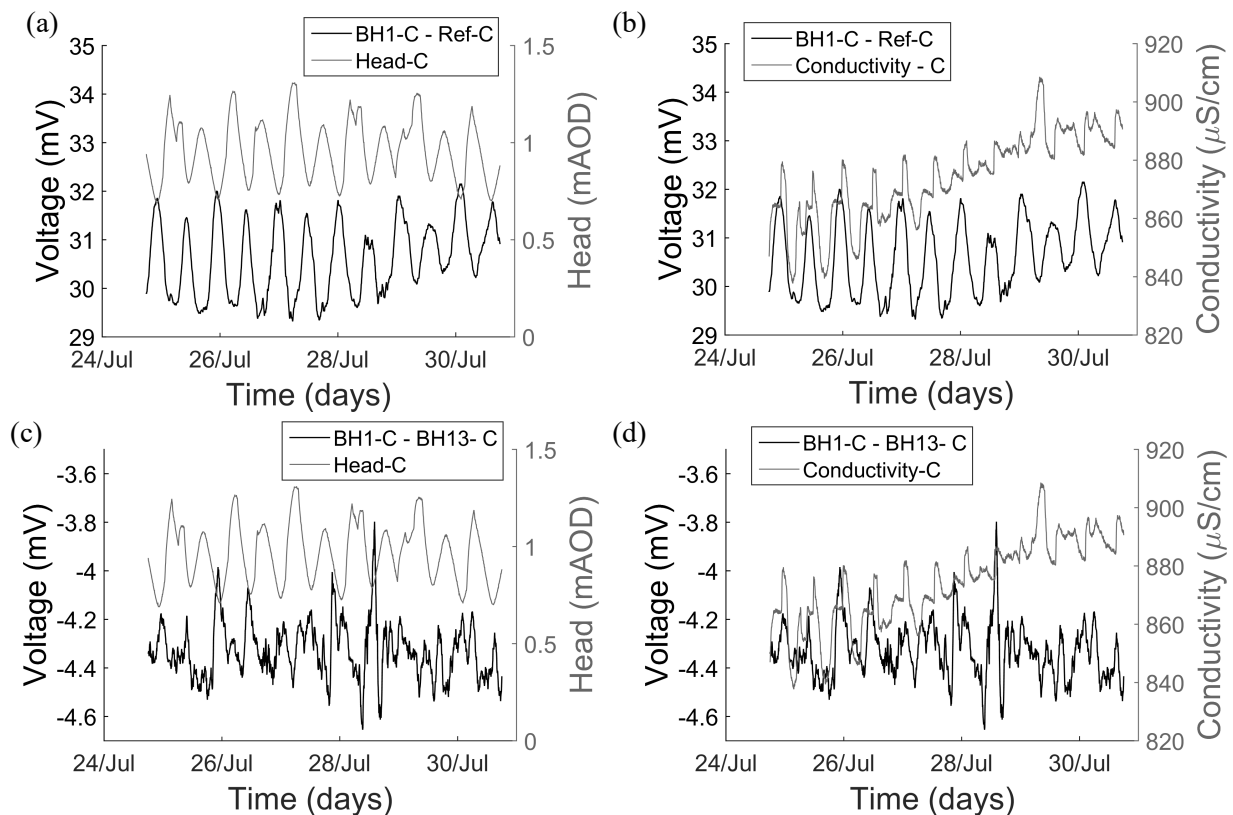 (a)
BH1-C - Ref-C
Head-C
35
34
33
32
31
30
29
Voltage (mV)
1.5
1
0.5
0
Head (mAOD)
24/Jul 26/Jul 28/Jul 30/Jul
Time (days)
(b)
BH1-C - Ref-C
Conductivity - C
35
34
33
32
31
30
29
Voltage (mV)
920
900
880
860
840
820
Conductivity (μS/cm)
24/Jul 26/Jul 28/Jul 30/Jul
Time (days)
(c)
BH1-C - BH13- C
Head-C
-3.6
-3.8
-4
-4.2
-4.4
-4.6
Voltage (mV)
1.5
1
0.5
0
Head (mAOD)
24/Jul 26/Jul 28/Jul 30/Jul
Time (days)
(d)
BH1-C - BH13- C
Conductivity-C
-3.6
-3.8
-4
-4.2
-4.4
-4.6
Voltage (mV)
920
900
880
860
840
820
Conductivity (μS/cm)
24/Jul 26/Jul 28/Jul 30/Jul
Time (days)